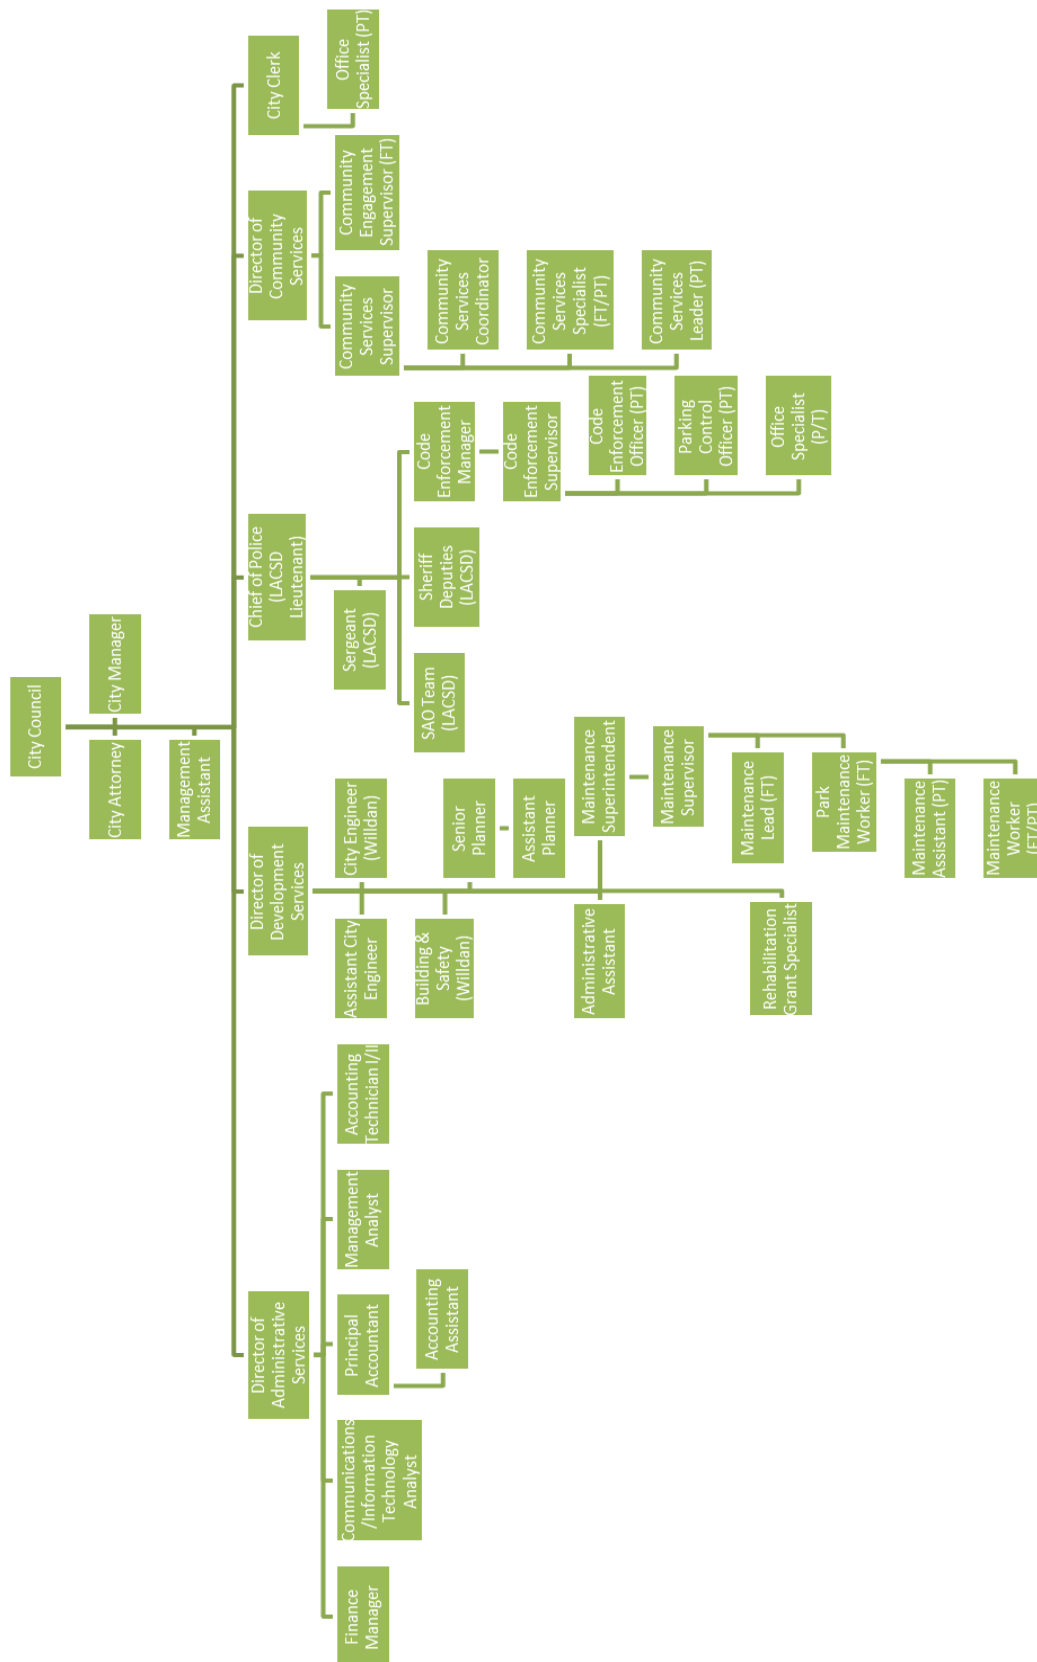 City Council
City Attorney
City Manager
Management
Assistant
Director of
Administrative
Services
Finance
Manager
Communications
/Information
Technology
Analyst
Principal
Accountant
Accounting
Assistant
Management
Analyst
Accounting
Technician I/II
Director of
Development
Services
Assistant City
Engineer
City Engineer
(Willdan)
Building &
Safety
(Willdan)
Senior
Planner
Assistant
Planner
Administrative
Assistant
Maintenance
Superintendent
Maintenance
Supervisor
Maintenance
Lead (FT)
Park
Maintenance
Worker (FT)
Maintenance
Assistant (PT)
Maintenance
Worker
(FT/PT)
Rehabilitation
Grant Specialist
Chief of Police
(LACSD
Lieutenant)
Sergeant
(LACSD)
SAO Team
(LACSD)
Sheriff
Deputies
(LACSD)
Code
Enforcement
Manager
Code
Enforcement
Supervisor
Code
Enforcement
Officer (PT)
Parking
Control
Officer (PT)
Office
Specialist
(P/T)
Director of
Community
Services
Community
Services
Supervisor
Community
Services
Coordinator
Community
Services
Specialist
(FT/PT)
Community
Services
Leader (PT)
Community
Engagement
Supervisor (FT)
City Clerk
Office
Specialist (PT)